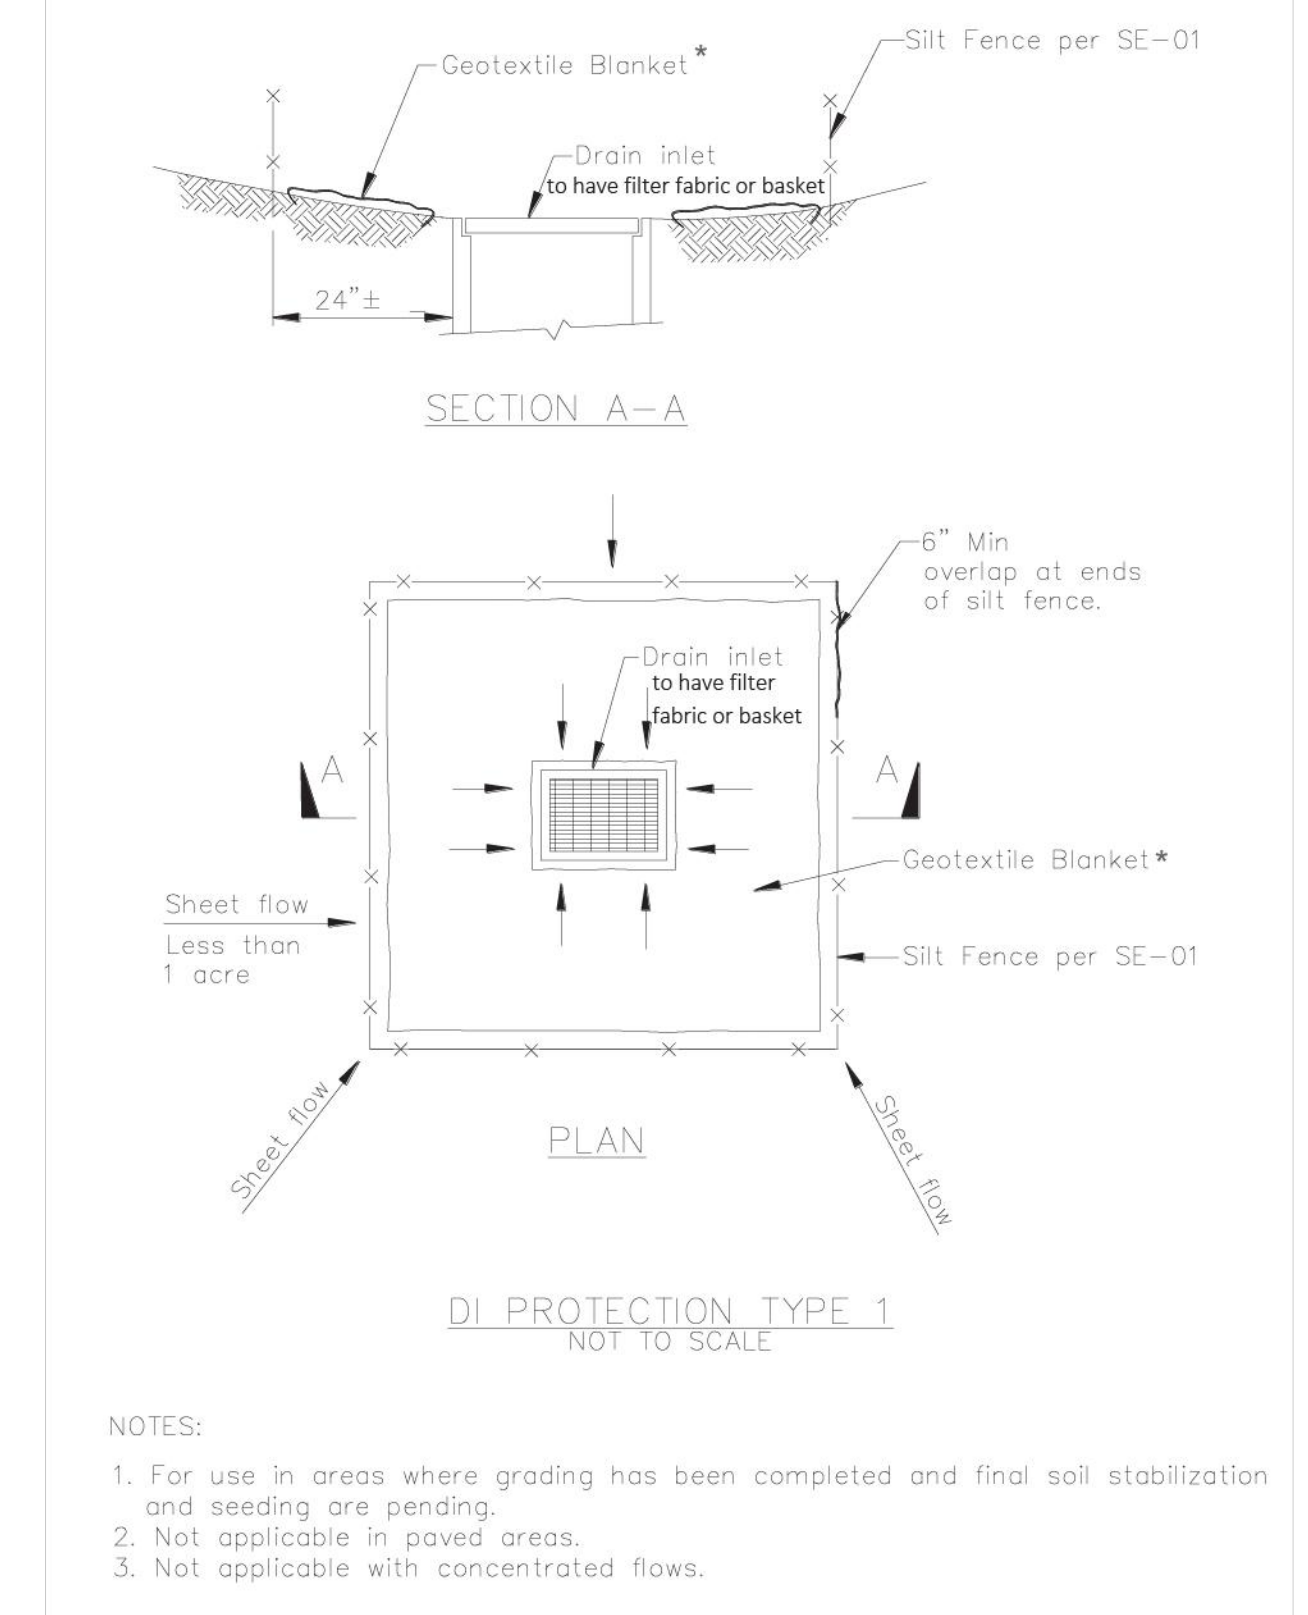 Silt Fence per SE-01
Geotextile Blanket*
Drain inlet
to have filter fabric or basket
24"±
SECTION A-A
6" Min
overlap at ends
of silt fence.
Drain inlet
to have filter
fabric or basket
A
A
Geotextile Blanket*
Sheet flow
Less than
1 acre
Silt Fence per SE-01
Sheet flow
Sheet flow
PLAN
DI PROTECTION TYPE 1
NOT TO SCALE
NOTES:
1. For use in areas where grading has been completed and final soil stabilization
and seeding are pending.
2. Not applicable in paved areas.
3. Not applicable with concentrated flows.